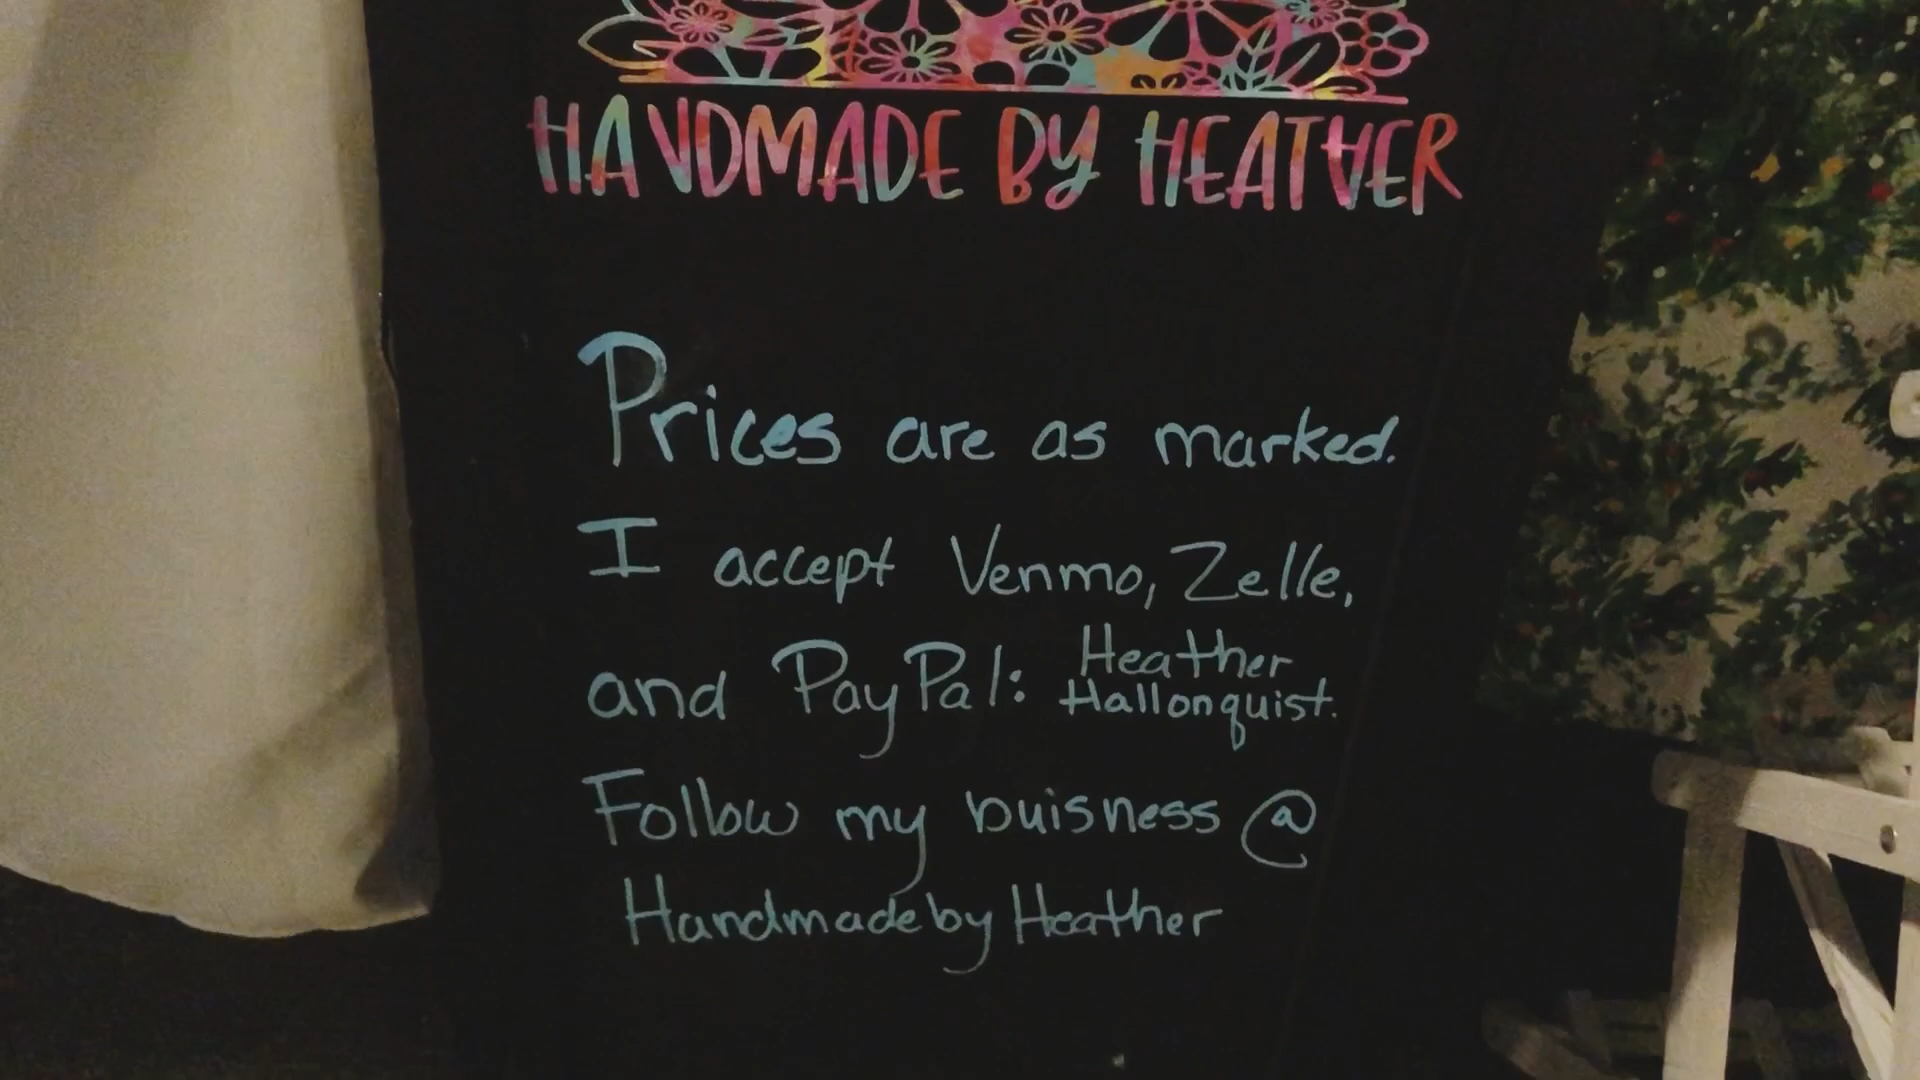 HANDMADE BY HEATHER
Prices are as marked.
I accept Venmo, Zelle,
and PayPal: Heather
Hallonquist.
Follow my buisness @
Handmade by Heather